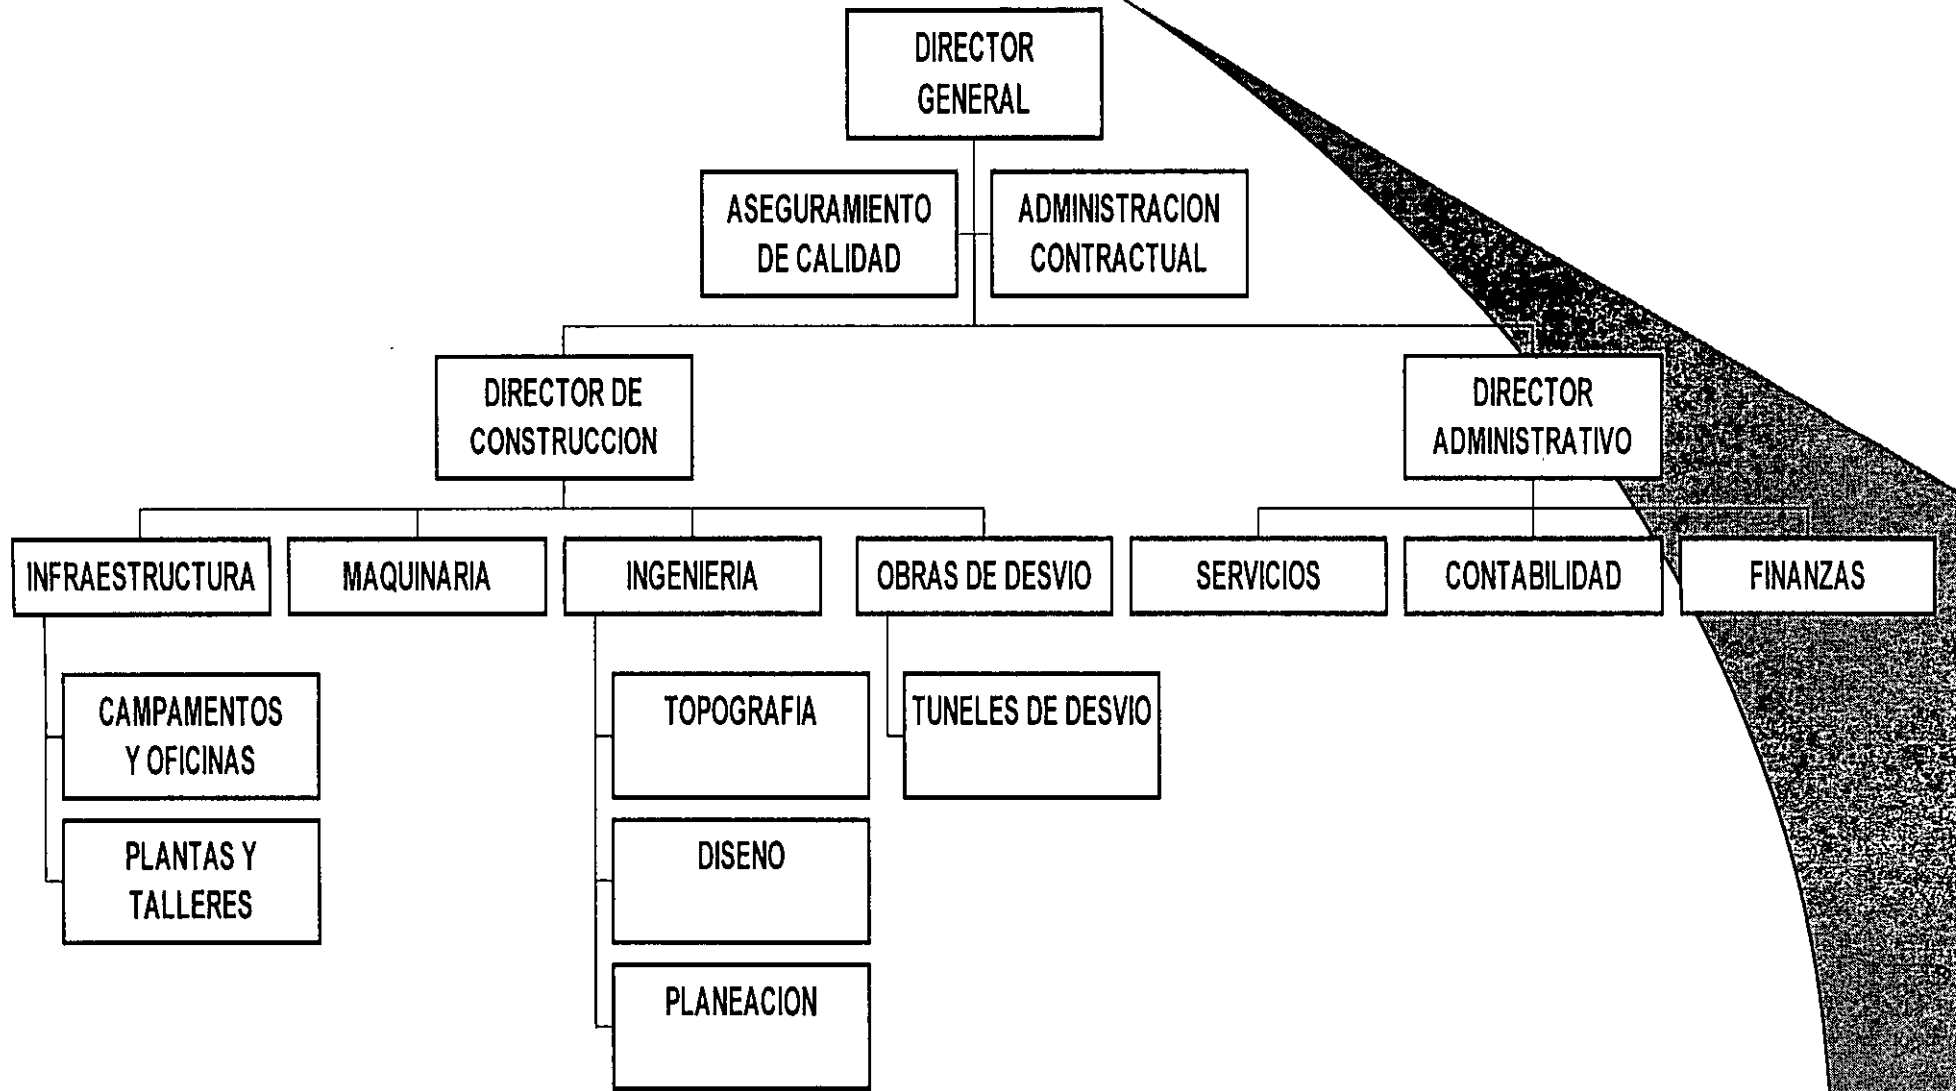 DIRECTOR
GENERAL
ASEGURAMIENTO
DE CALIDAD
ADMINISTRACION
CONTRACTUAL
DIRECTOR DE
CONSTRUCCION
DIRECTOR
ADMINISTRATIVO
INFRAESTRUCTURA
MAQUINARIA
INGENIERIA
OBRAS DE DESVIO
SERVICIOS
CONTABILIDAD
FINANZAS
CAMPAMENTOS
Y OFICINAS
PLANTAS Y
TALLERES
TOPOGRAFIA
DISENO
PLANEACION
TUNELES DE DESVIO